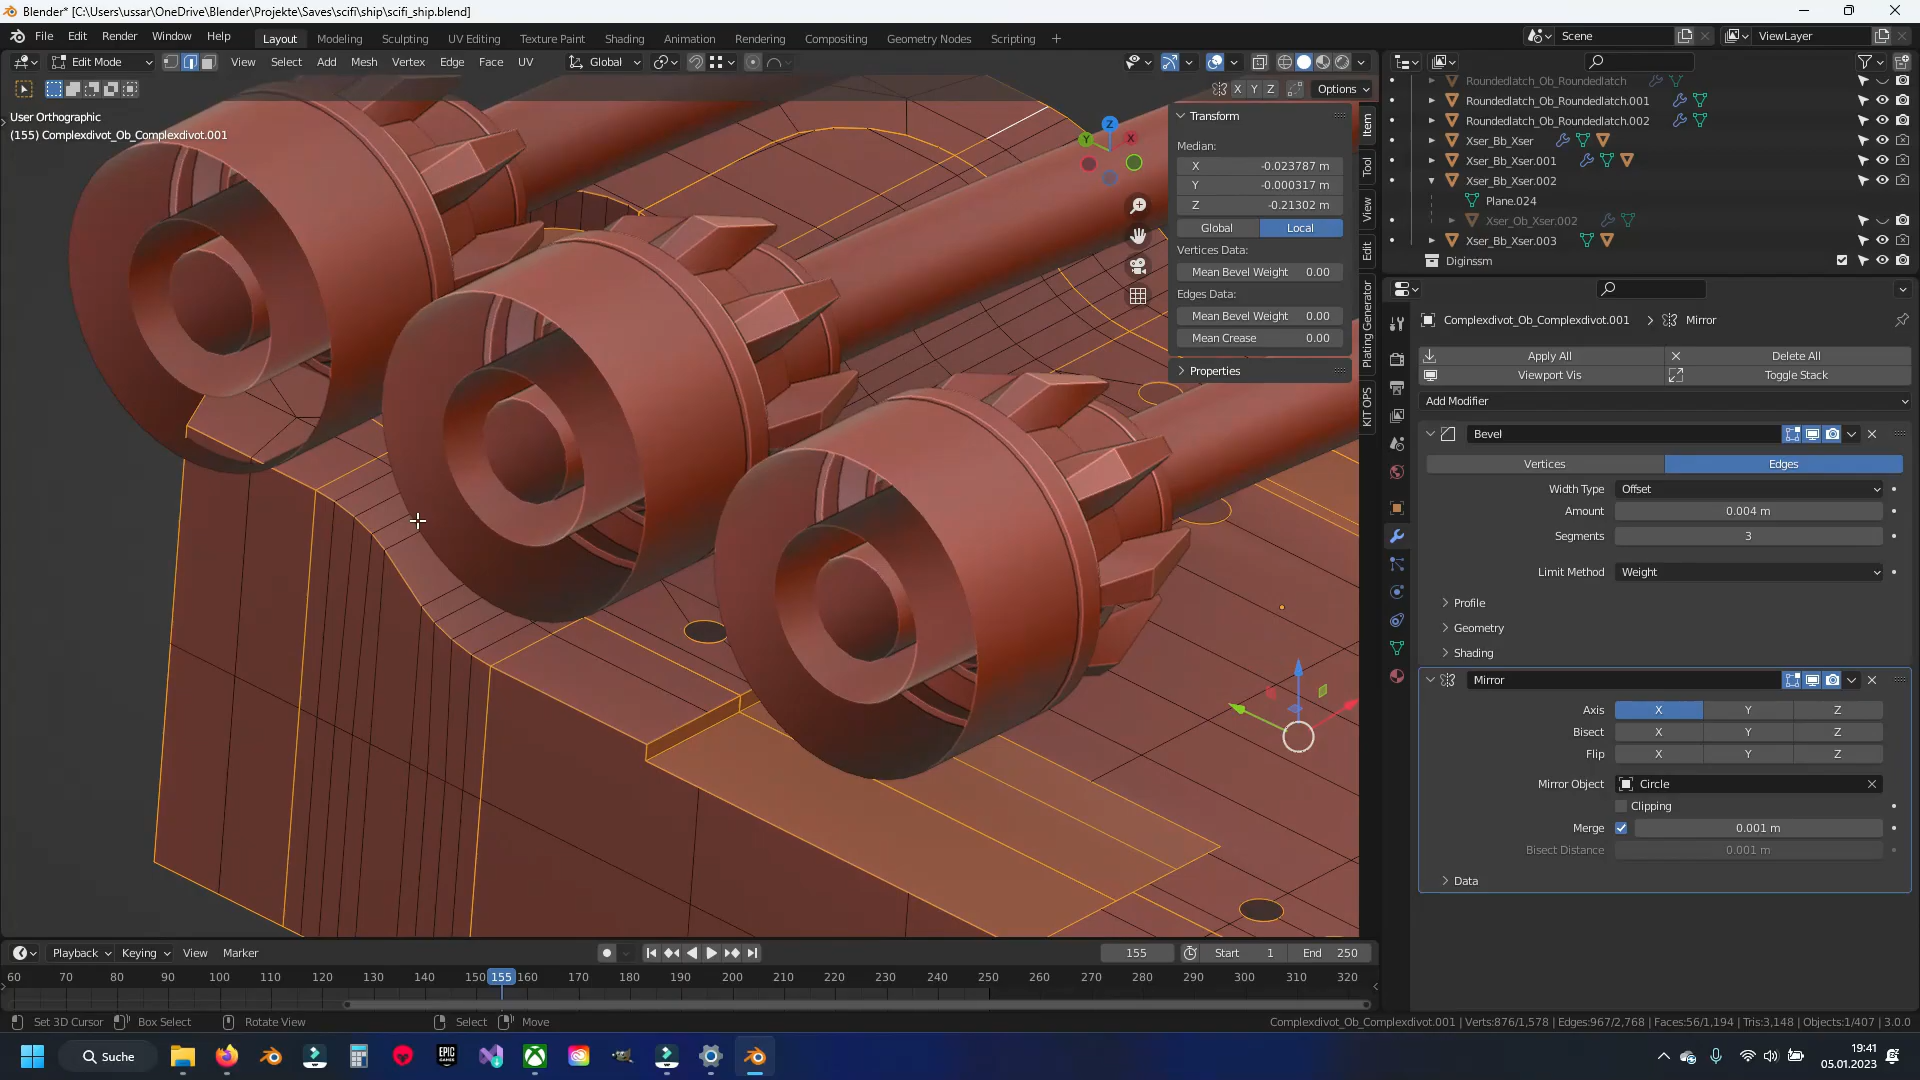 Blender* [C:\Users\ussar\OneDrive\Blender\Projekte\Saves\scifi\ship\scifi_ship.blend]
File Edit Render Window Help
Layout Modeling Sculpting UV Editing Texture Paint Shading Animation Rendering Compositing Geometry Nodes Scripting +
Scene
ViewLayer
Edit Mode View Select Add Mesh Vertex Edge Face UV Global
X Y Z Options
User Orthographic
(155) Complexdivot_Ob_Complexdivot.001
Z
Y
X
Transform
Median:
X -0.023787 m
Y -0.000317 m
Z -0.21302 m
Global Local
Vertices Data:
Mean Bevel Weight 0.00
Edges Data:
Mean Bevel Weight 0.00
Mean Crease 0.00
Properties
Item
Tool
View
Edit
Plating Generator
KIT OPS
Roundedlatch_Ob_Roundedlatch
Roundedlatch_Ob_Roundedlatch.001
Roundedlatch_Ob_Roundedlatch.002
Xser_Bb_Xser
Xser_Bb_Xser.001
Xser_Bb_Xser.002
Plane.024
Xser_Ob_Xser.002
Xser_Bb_Xser.003
Diginssm
Complexdivot_Ob_Complexdivot.001 > Mirror
Apply All Delete All
Viewport Vis Toggle Stack
Add Modifier
Bevel
Vertices Edges
Width Type Offset
Amount 0.004 m
Segments 3
Limit Method Weight
Profile
Geometry
Shading
Mirror
Axis X Y Z
Bisect X Y Z
Flip X Y Z
Mirror Object Circle
Clipping
Merge 0.001 m
Bisect Distance 0.001 m
Data
Playback Keying View Marker
155 Start 1 End 250
60 70 80 90 100 110 120 130 140 150 155 160 170 180 190 200 210 220 230 240 250 260 270 280 290 300 310 320
Set 3D Cursor Box Select Rotate View Select Move
Complexdivot_Ob_Complexdivot.001 | Verts:876/1,578 | Edges:967/2,768 | Faces:56/1,194 | Tris:3,148 | Objects:1/407 | 3.0.0
Suche
EPIC GAMES
19:41
05.01.2023